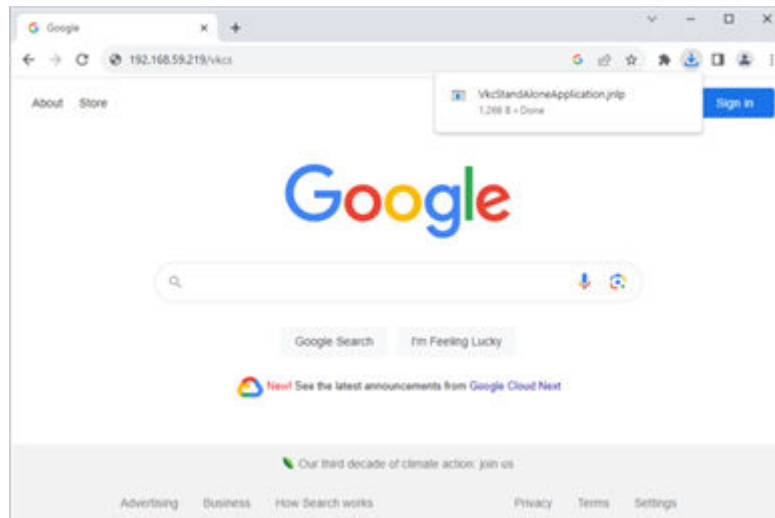 Google
192.168.59.219/vkcs
About Store
VkcStandAloneApplication.jnlp
1,266 B • Done
Sign in
Google
Google Search I'm Feeling Lucky
New! See the latest announcements from Google Cloud Next
Our third decade of climate action: join us
Advertising Business How Search works Privacy Terms Settings